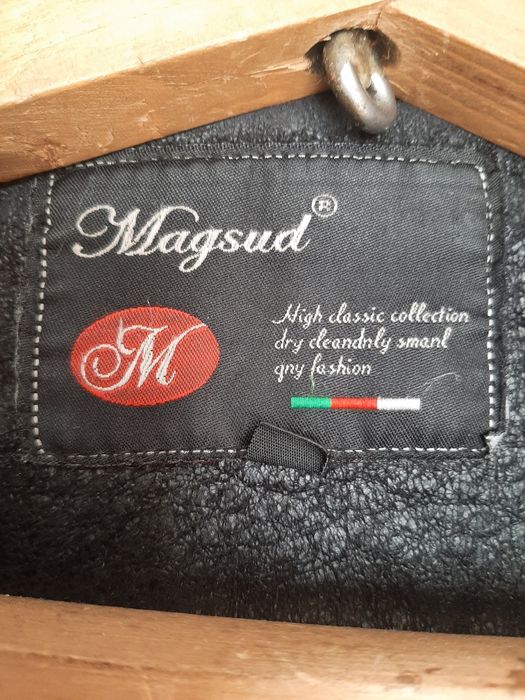 Magsud®
M
High classic collection
dry cleandnly smanl
qny fashion